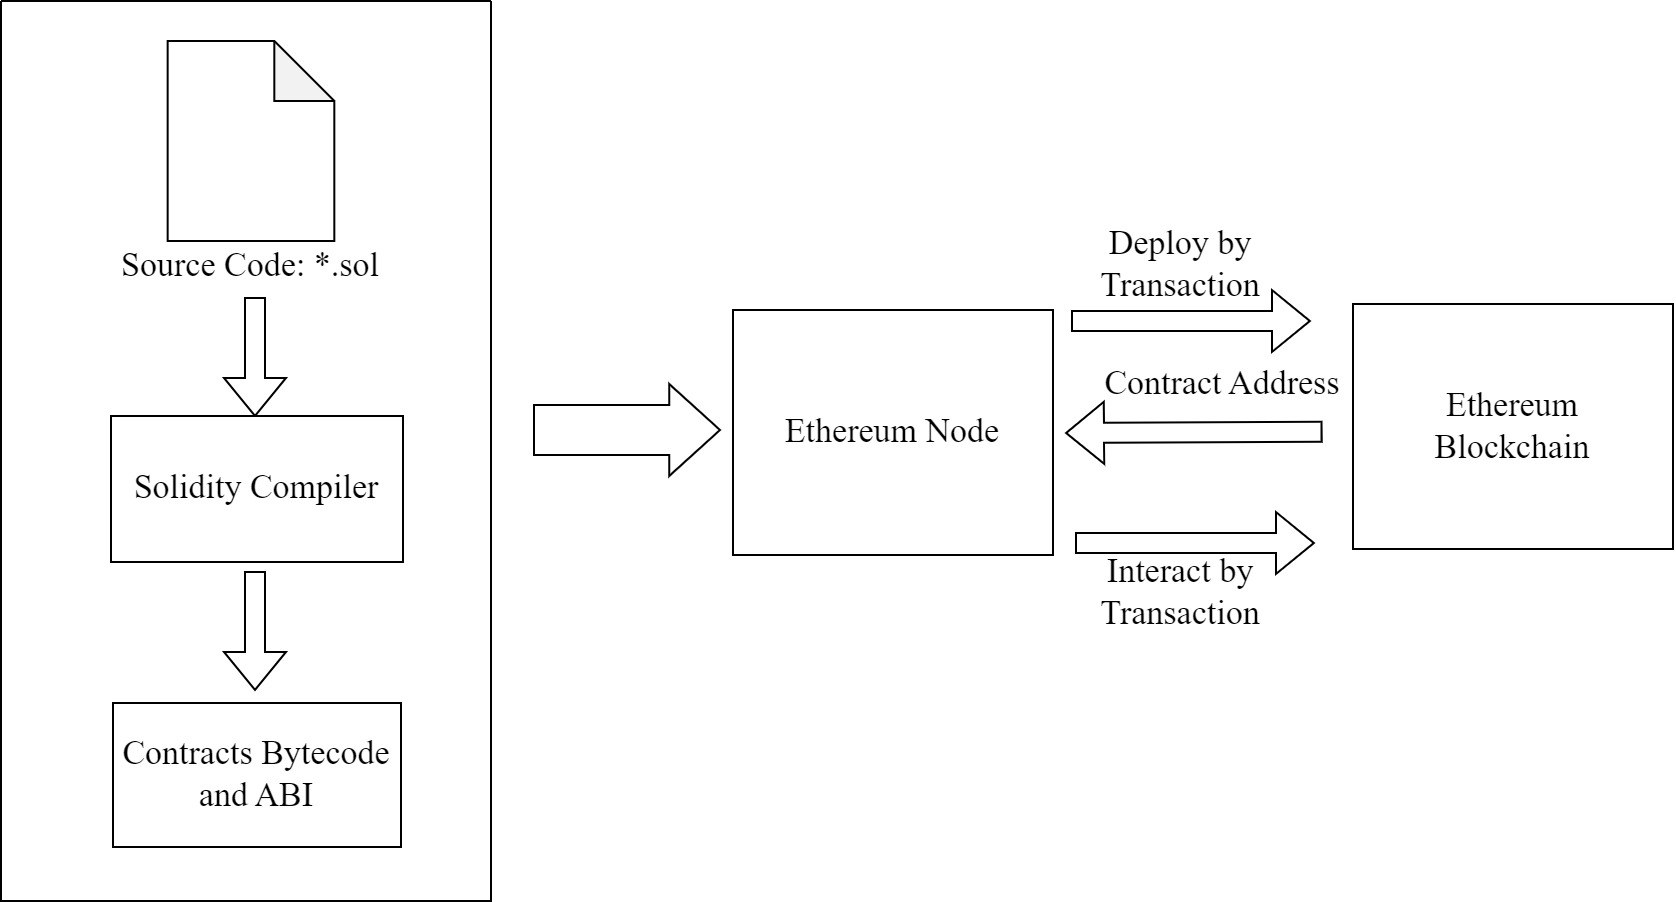 Source Code: *.sol
Solidity Compiler
Contracts Bytecode
and ABI
Ethereum Node
Deploy by
Transaction
Contract Address
Interact by
Transaction
Ethereum
Blockchain